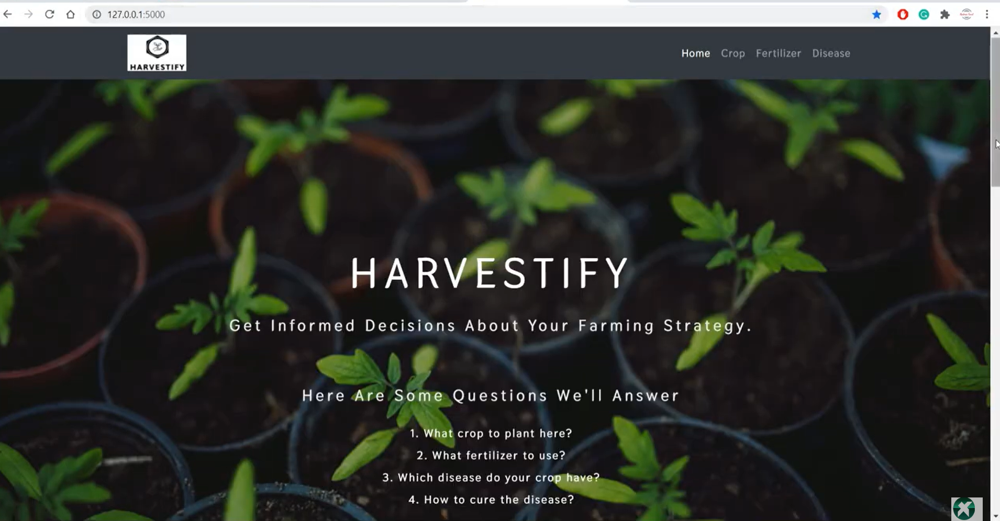 127.0.0.1:5000
HARVESTIFY
Home Crop Fertilizer Disease
HARVESTIFY
Get Informed Decisions About Your Farming Strategy.
Here Are Some Questions We'll Answer
1. What crop to plant here?
2. What fertilizer to use?
3. Which disease do your crop have?
4. How to cure the disease?